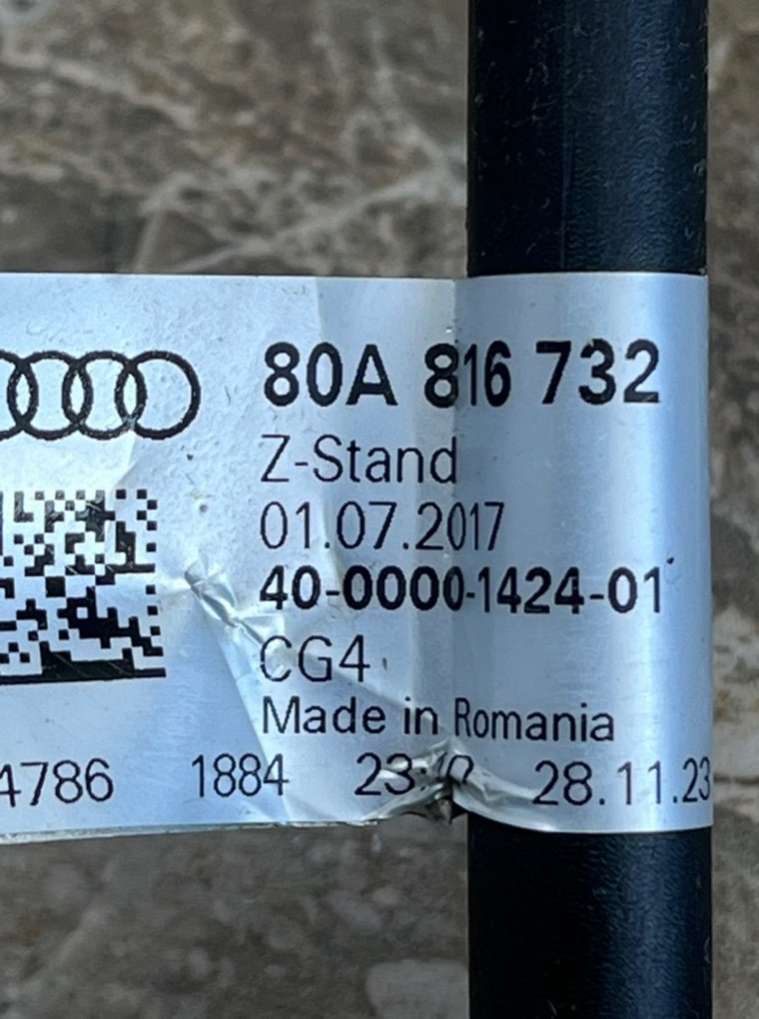 80A 816 732
Z-Stand
01.07.2017
40-0000-1424-01
CG4
Made in Romania
4786 1884 28.11.23